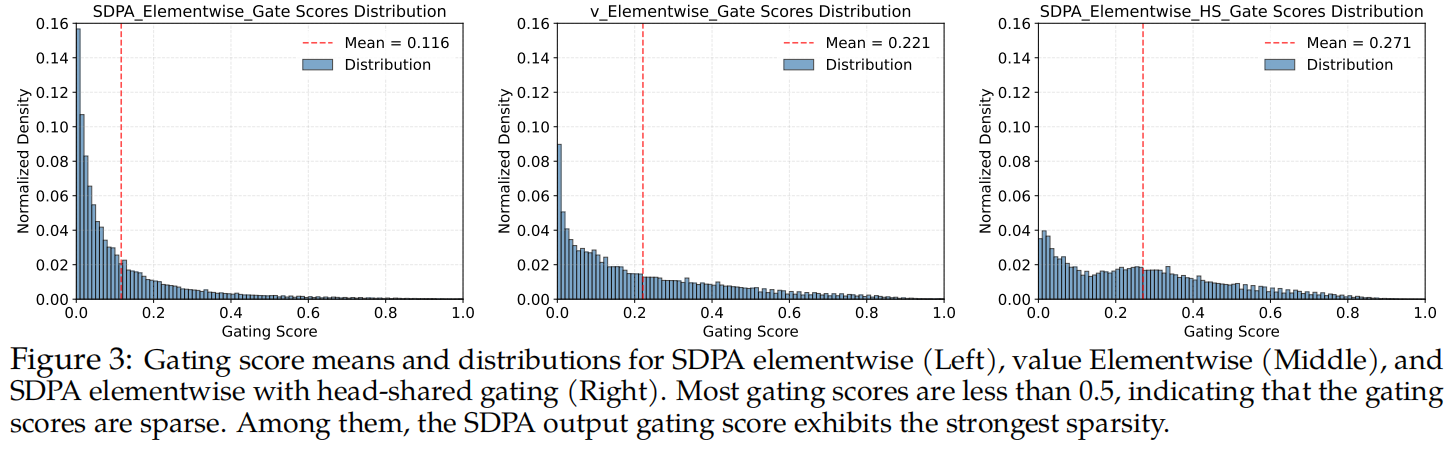 SDPA_Elementwise_Gate Scores Distribution
0.16
0.14
0.12
0.10
0.08
0.06
0.04
0.02
0.00
Normalized Density
Mean = 0.116
Distribution
0.0 0.2 0.4 0.6 0.8 1.0
Gating Score
v_Elementwise_Gate Scores Distribution
0.16
0.14
0.12
0.10
0.08
0.06
0.04
0.02
0.00
Normalized Density
Mean = 0.221
Distribution
0.0 0.2 0.4 0.6 0.8 1.0
Gating Score
SDPA_Elementwise_HS_Gate Scores Distribution
0.16
0.14
0.12
0.10
0.08
0.06
0.04
0.02
0.00
Normalized Density
Mean = 0.271
Distribution
0.0 0.2 0.4 0.6 0.8 1.0
Gating Score
Figure 3: Gating score means and distributions for SDPA elementwise (Left), value Elementwise (Middle), and
SDPA elementwise with head-shared gating (Right). Most gating scores are less than 0.5, indicating that the gating
scores are sparse. Among them, the SDPA output gating score exhibits the strongest sparsity.